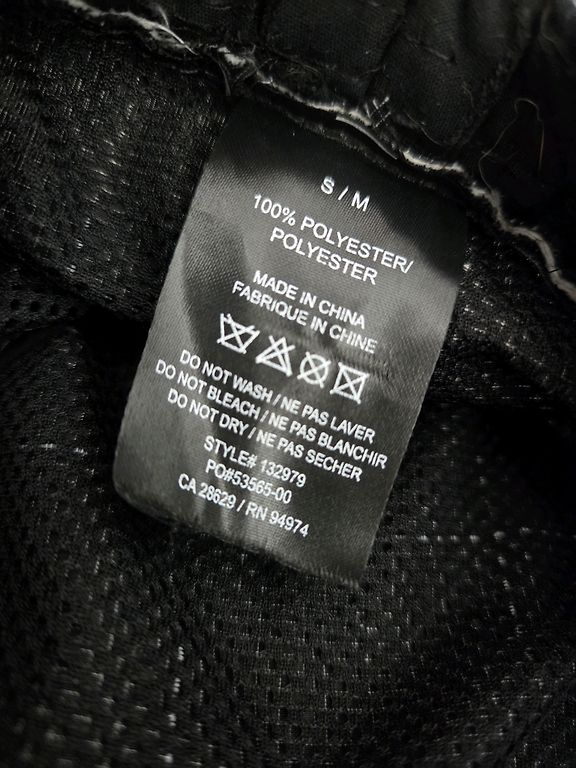 S / M
100% POLYESTER/
POLYESTER
MADE IN CHINA
FABRIQUE IN CHINE
DO NOT WASH / NE PAS LAVER
DO NOT BLEACH / NE PAS BLANCHIR
DO NOT DRY / NE PAS SECHER
STYLE# 132979
PO#53565-00
CA 28629 / RN 94974